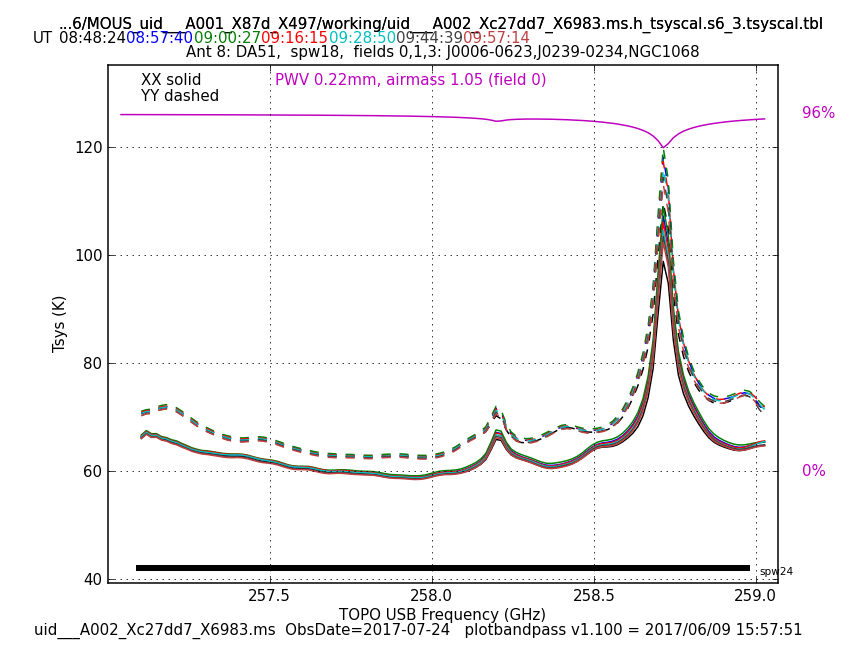 ...6/MOUS_uid___A001_X87d_X497/working/uid___A002_Xc27dd7_X6983.ms.h_tsyscal.s6_3.tsyscal.tbl
UT 08:48:24 08:57:40 09:00:27 09:16:15 09:28:50 09:44:39 09:57:14
Ant 8: DA51,  spw18,  fields 0,1,3: J0006-0623,J0239-0234,NGC1068
XX solid
PWV 0.22mm, airmass 1.05 (field 0)
YY dashed
96%
120
100
Tsys (K)
80
60
0%
40
spw24
257.5 258.0 258.5 259.0
TOPO USB Frequency (GHz)
uid___A002_Xc27dd7_X6983.ms  ObsDate=2017-07-24   plotbandpass v1.100 = 2017/06/09 15:57:51